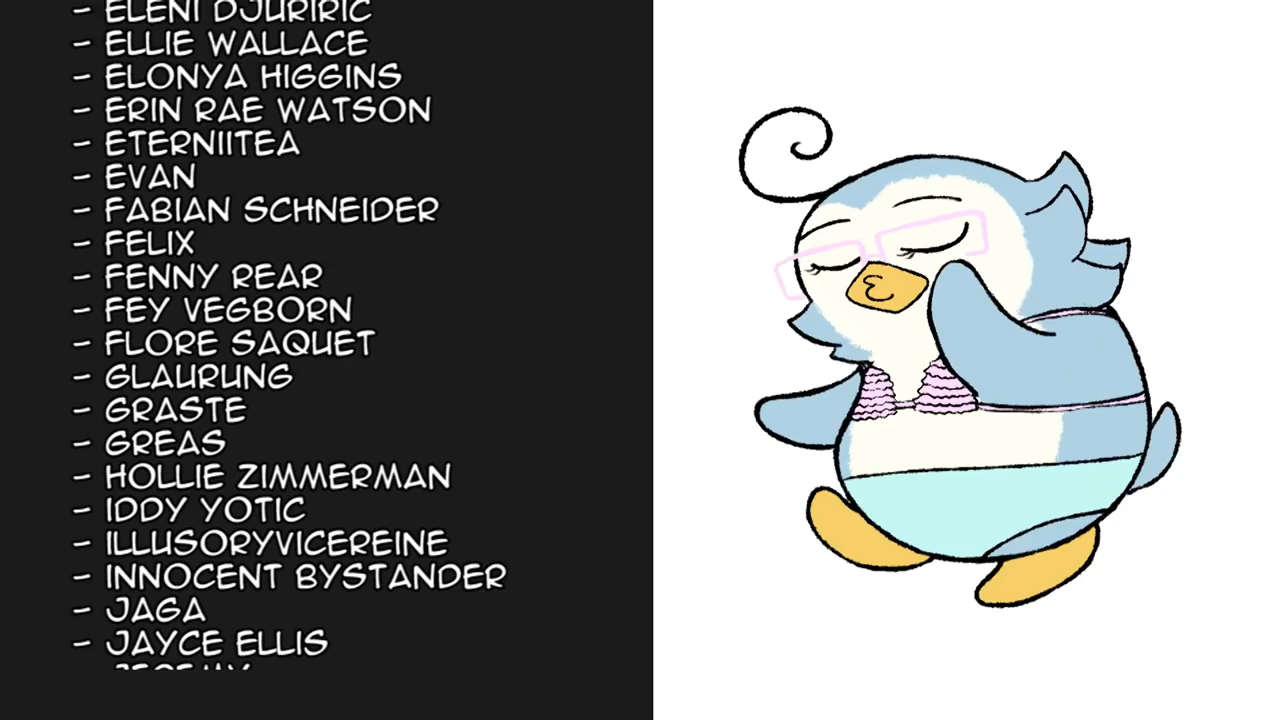 - ELENI DJURIRIC
- ELLIE WALLACE
- ELONYA HIGGINS
- ERIN RAE WATSON
- ETERNIITEA
- EVAN
- FABIAN SCHNEIDER
- FELIX
- FENNY REAR
- FEY VEGBORN
- FLORE SAQUET
- GLAURUNG
- GRASTE
- GREAS
- HOLLIE ZIMMERMAN
- IDDY YOTIC
- ILLUSORYVICEREINE
- INNOCENT BYSTANDER
- JAGA
- JAYCE ELLIS